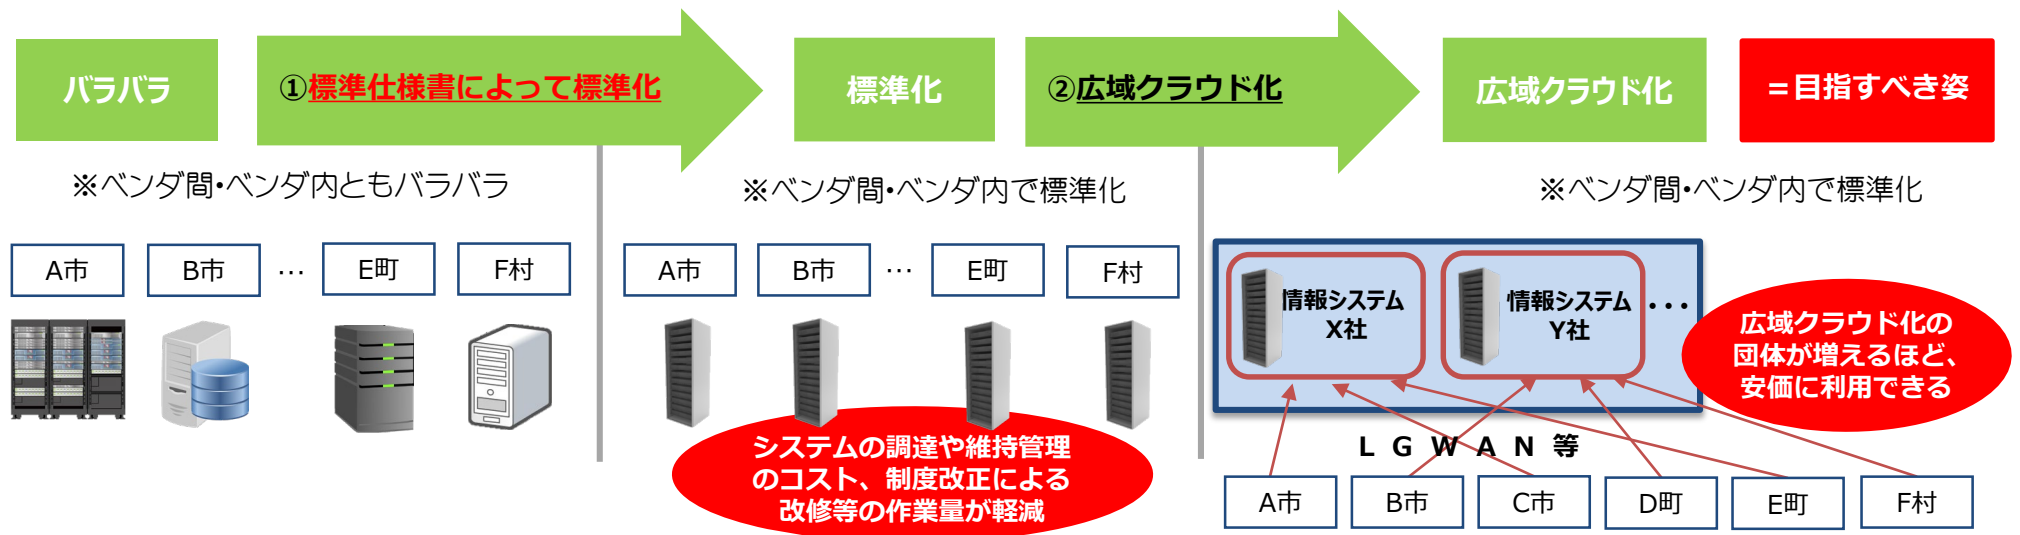 バラバラ
①標準仕様書によって標準化
標準化
②広域クラウド化
広域クラウド化
＝目指すべき姿
※ベンダ間・ベンダ内ともバラバラ
※ベンダ間・ベンダ内で標準化
※ベンダ間・ベンダ内で標準化
A市
B市
…
E町
F村
A市
B市
…
E町
F村
システムの調達や維持管理
のコスト、制度改正による
改修等の作業量が軽減
情報システム
X社
情報システム
Y社
・・・
広域クラウド化の
団体が増えるほど、
安価に利用できる
ＬＧＷＡＮ等
A市
B市
C市
D町
E町
F村